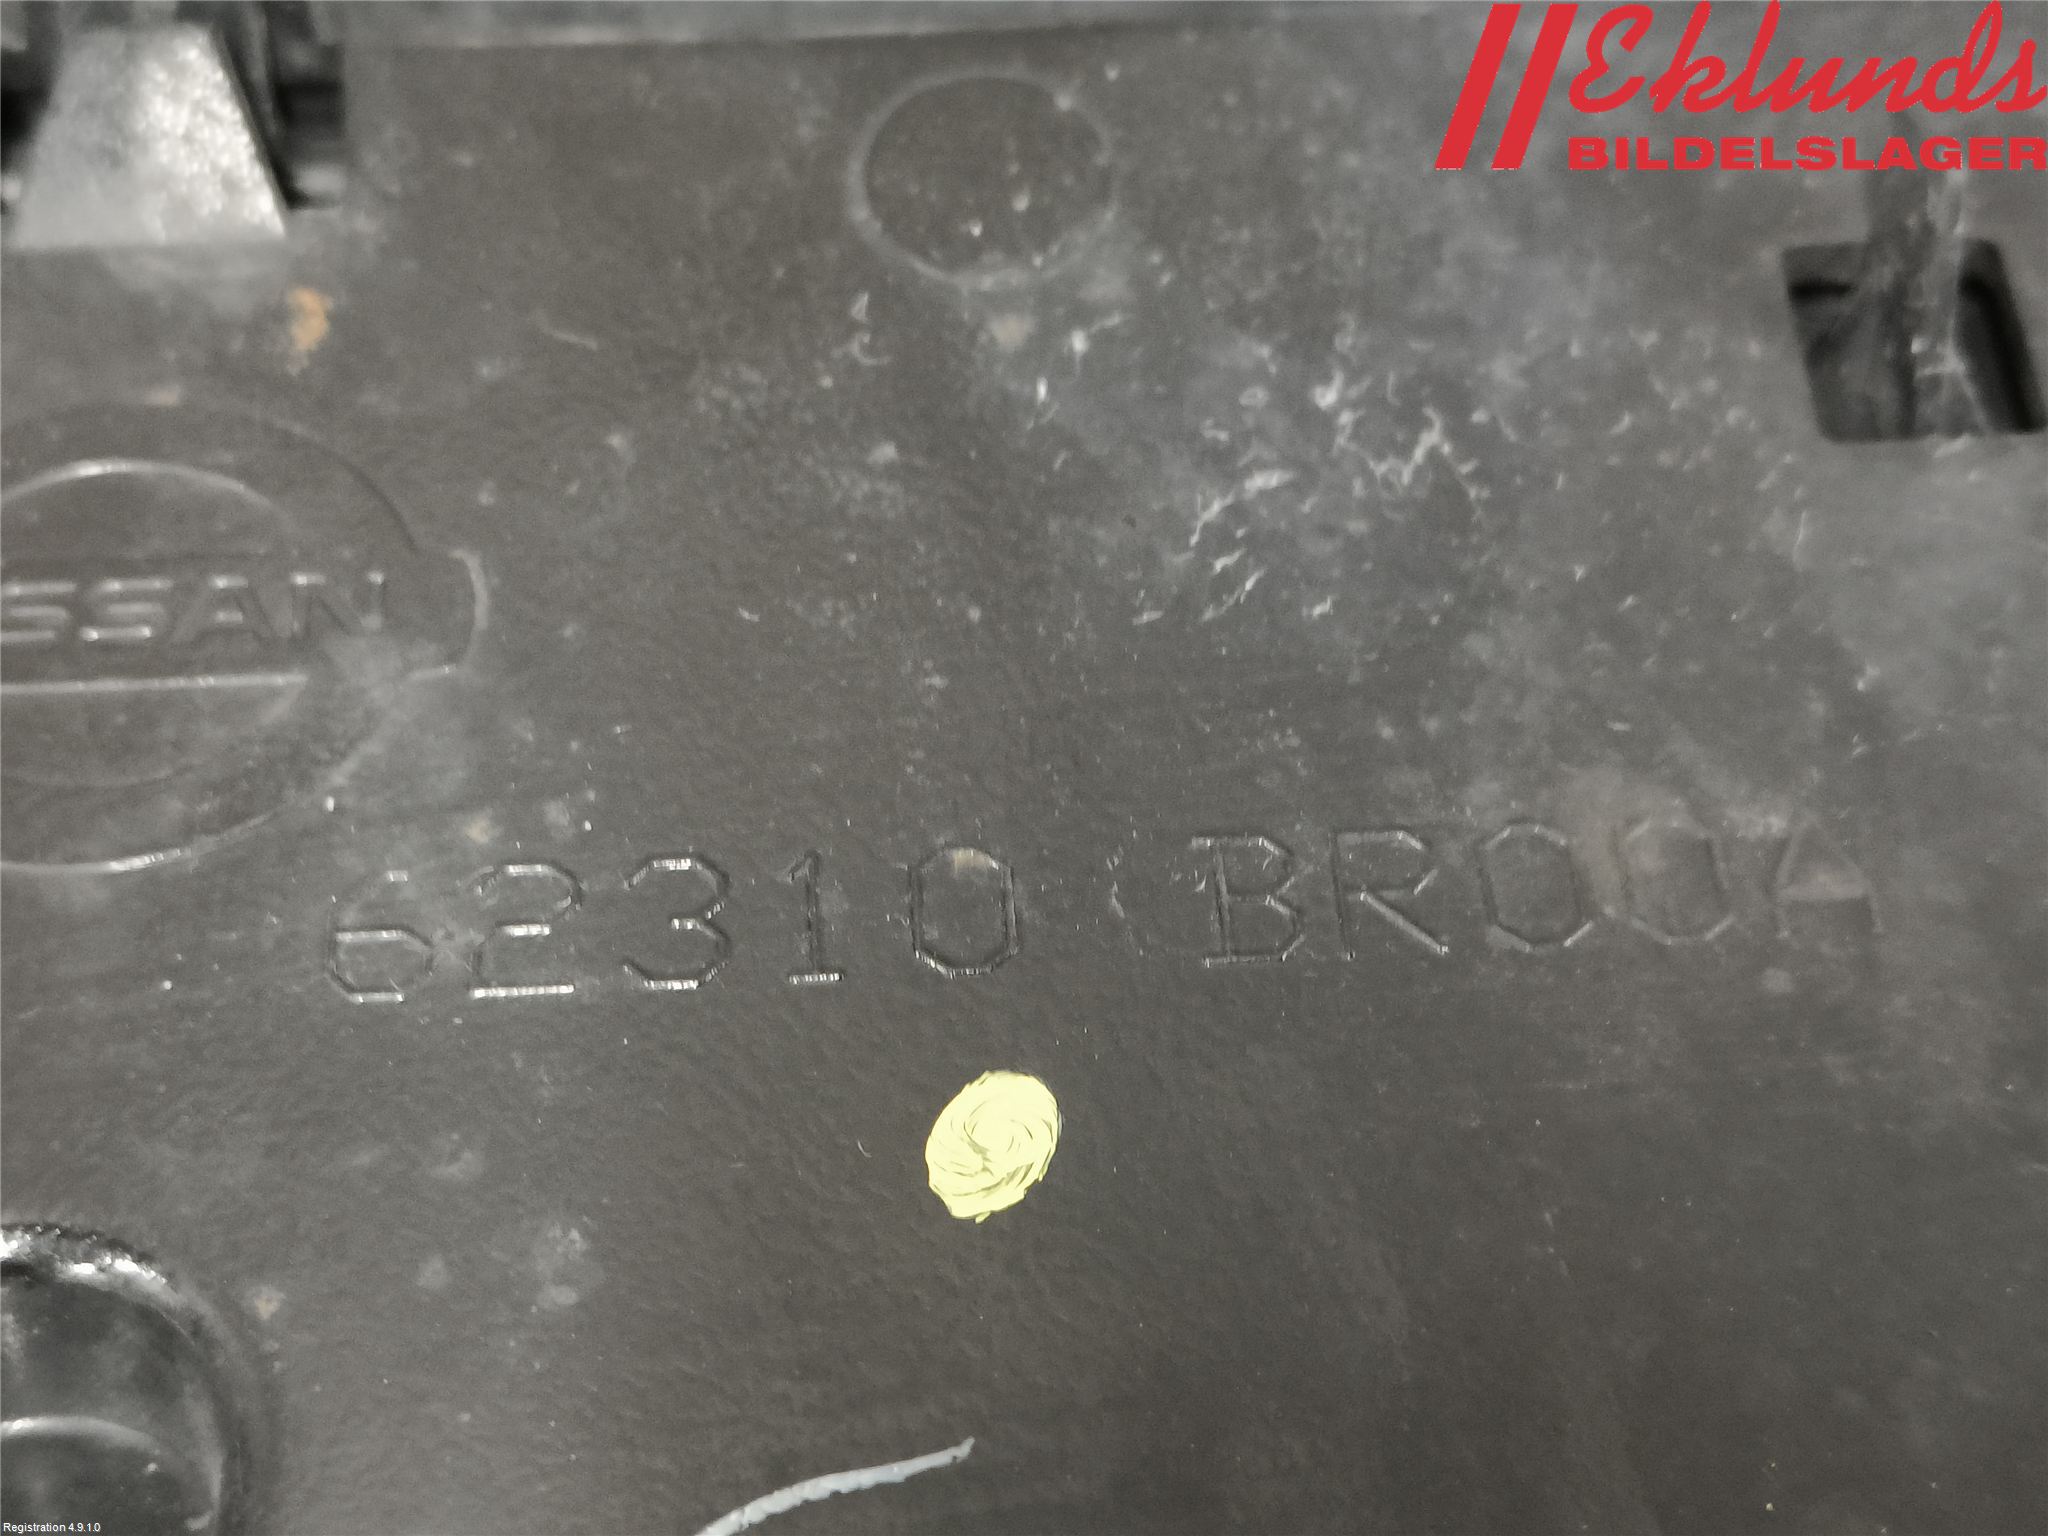 Eklunds
BILDELSLAGER
SSAN
62310 BR00A
Registration 4.9.1.0